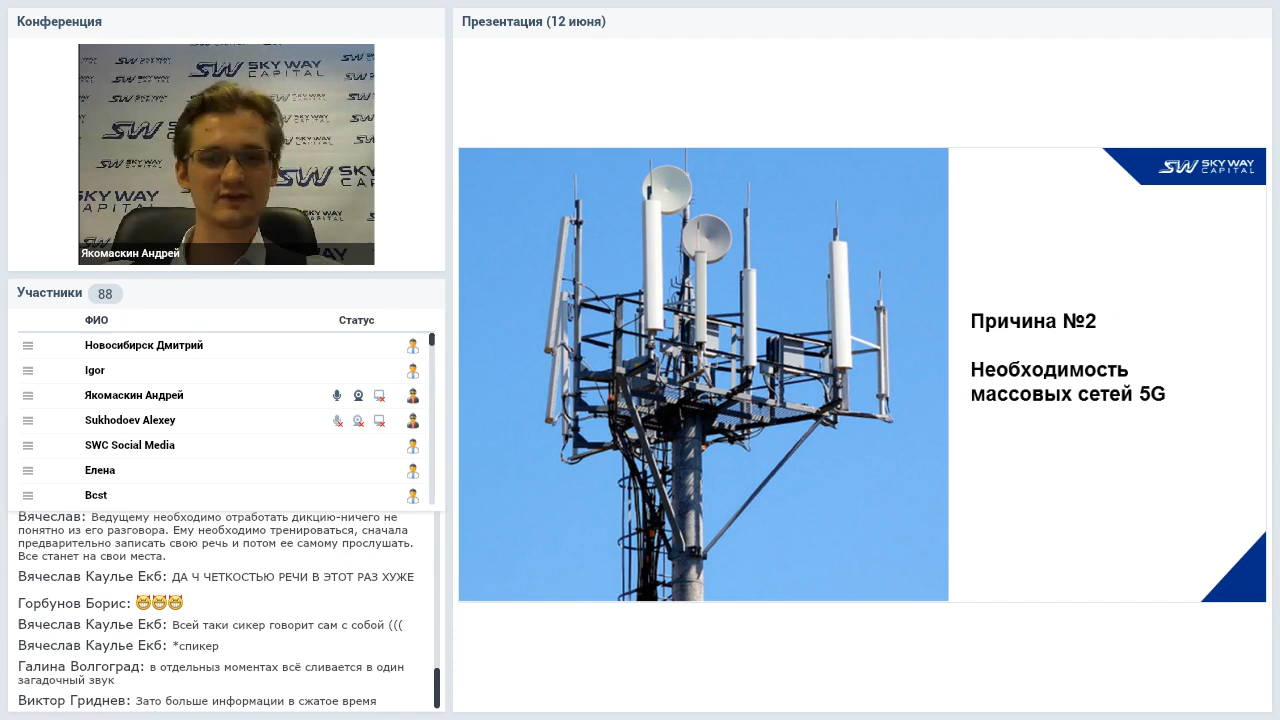 Конференция
SKY WAY
CAPITAL
SKY WAY
CAPITAL
Якомаскин Андрей
Участники 88
ФИО Статус
Новосибирск Дмитрий
Igor
Якомаскин Андрей
Sukhodoev Alexey
SWC Social Media
Елена
Bcst
Вячеслав: Ведущему необходимо отработать дикцию-ничего не
понятно из его разговора. Ему необходимо тренироваться, сначала
предварительно записать свою речь и потом ее самому прослушать.
Все станет на свои места.
Вячеслав Каулье Екб: ДА Ч ЧЕТКОСТЬЮ РЕЧИ В ЭТОТ РАЗ ХУЖЕ
Горбунов Борис:
Вячеслав Каулье Екб: Всей таки сикер говорит сам с собой (((
Вячеслав Каулье Екб: *спикер
Галина Волгоград: в отдельныз моментах всё сливается в один
загадочный звук
Виктор Гриднев: Зато больше информации в сжатое время
Презентация (12 июня)
SW SKY WAY
CAPITAL
Причина №2
Необходимость
массовых сетей 5G